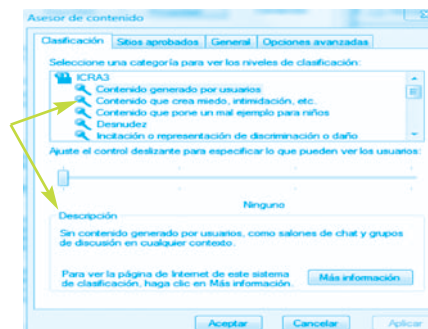 Asesor de contenido
Clasificación Sitios aprobados General Opciones avanzadas
Seleccione una categoría para ver los niveles de clasificación:
ICRA3
Contenido generado por usuarios
Contenido que crea miedo, intimidación, etc.
Contenido que pone un mal ejemplo para niños
Desnudez
Incitación o representación de discriminación o daño
Ajuste el control deslizante para especificar lo que pueden ver los usuarios:
Ninguno
Descripción
Sin contenido generado por usuarios, como salones de chat y grupos
de discusión en cualquier contexto.
Para ver la página de Internet de este sistema
de clasificación, haga clic en Más información.
Más información
Aceptar Cancelar Aplicar